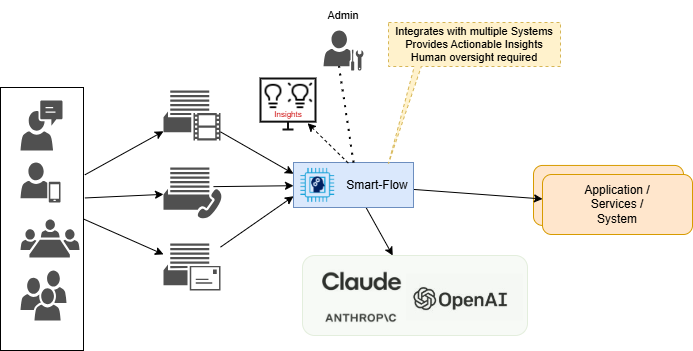 Admin
Integrates with multiple Systems
Provides Actionable Insights
Human oversight required
Insights
Smart-Flow
Application /
Services /
System
Claude
ANTHROP\C
OpenAI